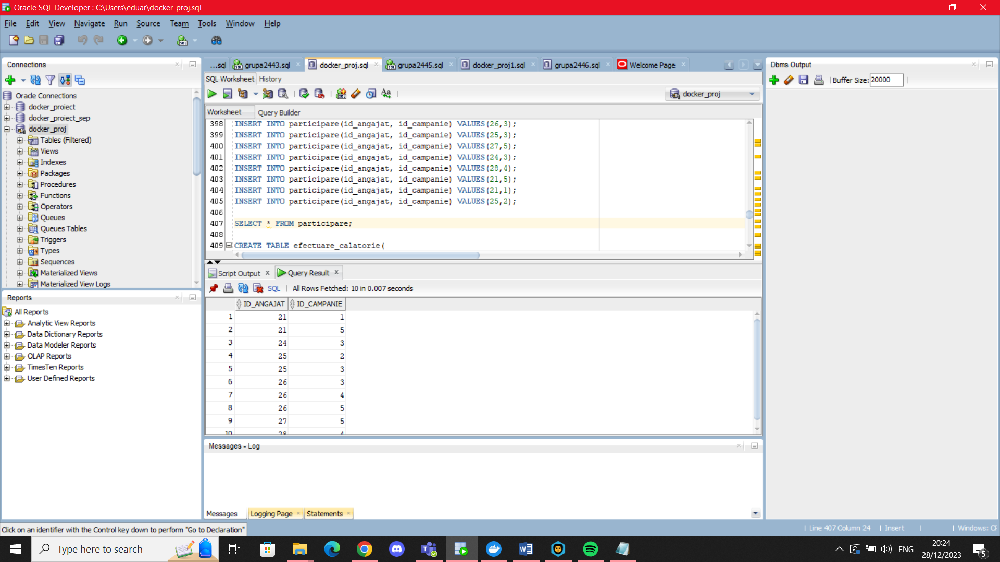 Oracle SQL Developer : C:\Users\eduar\docker_proj.sql
File Edit View Navigate Run Source Team Tools Window Help
Connections
Oracle Connections
docker_proiect
docker_proiect_sep
docker_proj
Tables (Filtered)
Views
Indexes
Packages
Procedures
Functions
Operators
Queues
Queues Tables
Triggers
Types
Sequences
Materialized Views
Materialized View Logs
Reports
All Reports
Analytic View Reports
Data Dictionary Reports
Data Modeler Reports
OLAP Reports
TimesTen Reports
User Defined Reports
...sql grupa2443.sql docker_proj.sql grupa2445.sql docker_proj1.sql grupa2446.sql Welcome Page
SQL Worksheet History
docker_proj
Worksheet Query Builder
398 INSERT INTO participare(id_angajat, id_campanie) VALUES(26,3);
399 INSERT INTO participare(id_angajat, id_campanie) VALUES(25,3);
400 INSERT INTO participare(id_angajat, id_campanie) VALUES(27,5);
401 INSERT INTO participare(id_angajat, id_campanie) VALUES(24,3);
402 INSERT INTO participare(id_angajat, id_campanie) VALUES(28,4);
403 INSERT INTO participare(id_angajat, id_campanie) VALUES(21,5);
404 INSERT INTO participare(id_angajat, id_campanie) VALUES(21,1);
405 INSERT INTO participare(id_angajat, id_campanie) VALUES(25,2);
406
407 SELECT * FROM participare;
408
409 CREATE TABLE efectuare_calatorie(
Script Output Query Result
SQL | All Rows Fetched: 10 in 0.007 seconds
ID_ANGAJAT ID_CAMPANIE
1 21 1
2 21 5
3 24 3
4 25 2
5 25 3
6 26 3
7 26 4
8 26 5
9 27 5
10 28 4
Messages - Log
Messages Logging Page Statements
Dbms Output
Buffer Size: 20000
Click on an identifier with the Control key down to perform "Go to Declaration"
Line 407 Column 24 | Insert | | Windows: CF
Type here to search
ENG
20:24
28/12/2023
5